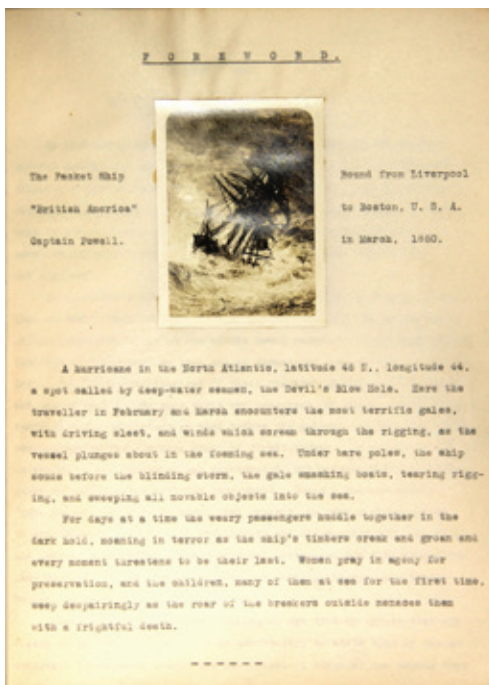 F O R E W O R D .
The Packet Ship
"British America"
Captain Powell.
Bound from Liverpool
to Boston, U. S. A.
in March, 1860.
A hurricane in the North Atlantic, latitude 48 N., longitude 44,
a spot called by deep-water seamen, the Devil's Blow Hole. Here the
traveller in February and March encounters the most terrific gales,
with driving sleet, and winds which scream through the rigging, as the
vessel plunges about in the foaming sea. Under bare poles, the ship
scuds before the blinding storm, the gale smashing boats, tearing rigg-
ing, and sweeping all movable objects into the sea.
For days at a time the weary passengers huddle together in the
dark hold, moaning in terror as the ship's timbers creak and groan and
every moment threatens to be their last. Women pray in agony for
preservation, and the children, many of them at sea for the first time,
weep despairingly as the roar of the breakers outside menaces them
with a frightful death.
------